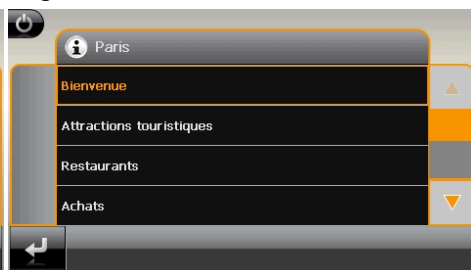 Paris
Bienvenue
Attractions touristiques
Restaurants
Achats